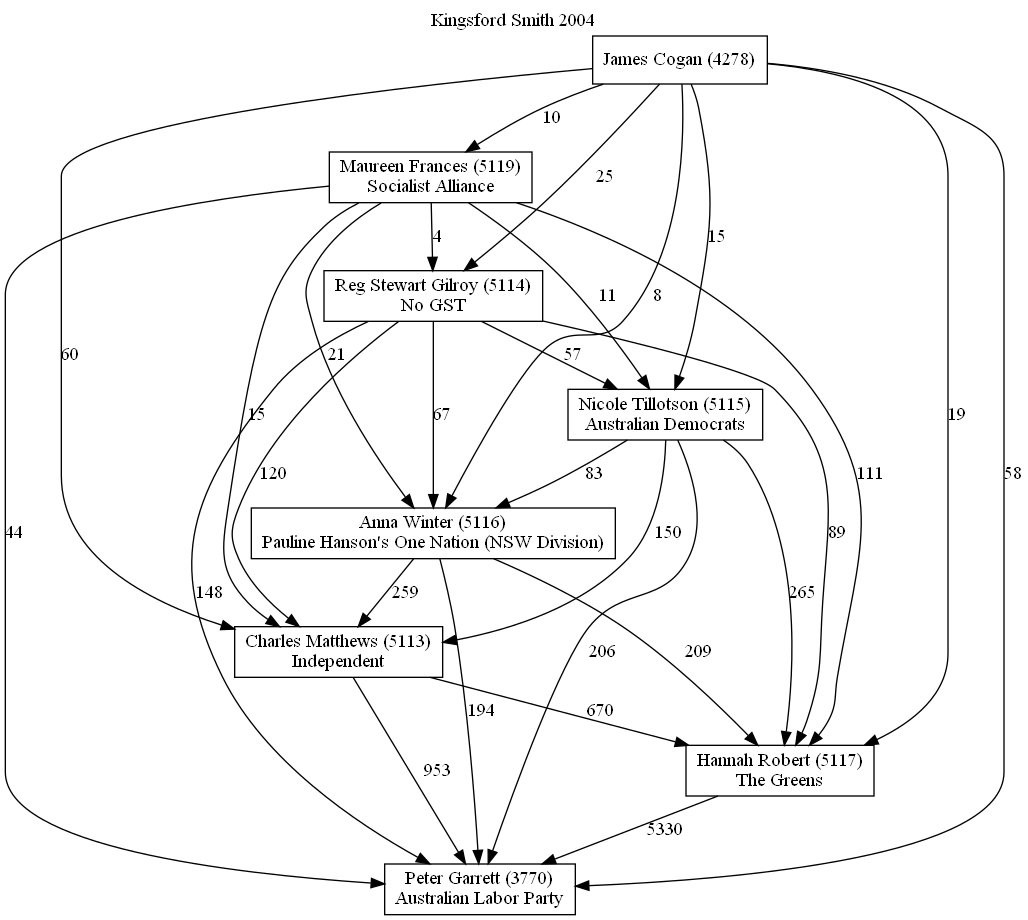 Kingsford Smith 2004
James Cogan (4278)
10
Maureen Frances (5119)
Socialist Alliance
25
4
15
Reg Stewart Gilroy (5114)
No GST
11
8
60
21
57
Nicole Tillotson (5115)
Australian Democrats
15
67
19
44
120
83
111
58
Anna Winter (5116)
Pauline Hanson's One Nation (NSW Division)
150
89
148
259
265
Charles Matthews (5113)
Independent
206
209
194
670
Hannah Robert (5117)
The Greens
953
5330
Peter Garrett (3770)
Australian Labor Party